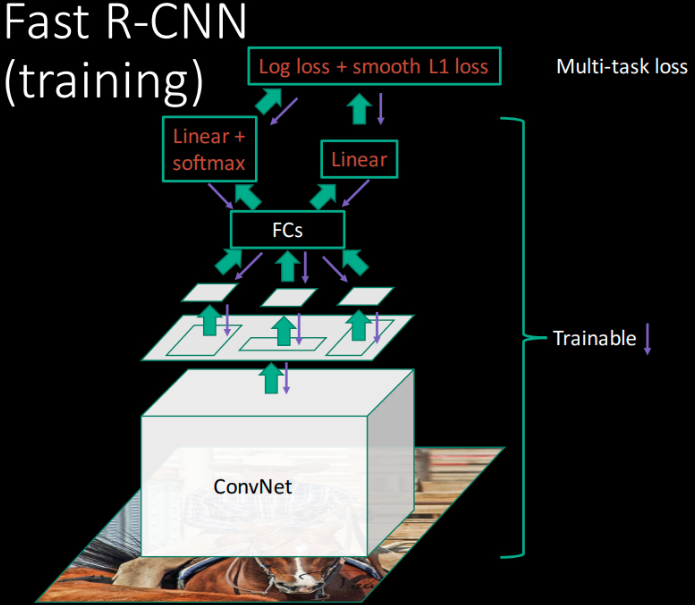 Fast R-CNN
(training)
Log loss + smooth L1 loss
Multi-task loss
Linear +
softmax
Linear
FCs
Trainable
ConvNet